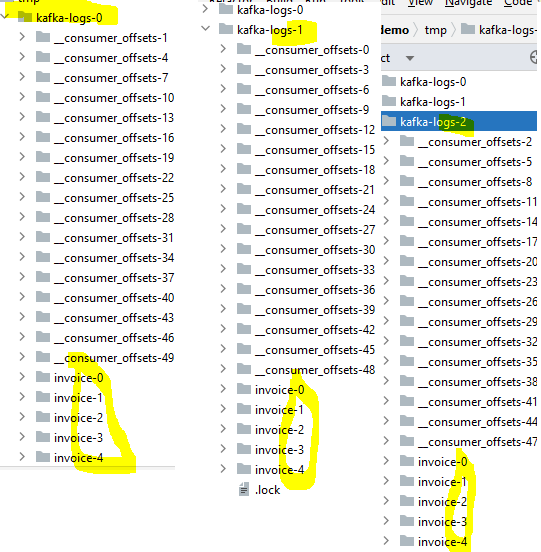 tmp
kafka-logs-0
__consumer_offsets-1
__consumer_offsets-4
__consumer_offsets-7
__consumer_offsets-10
__consumer_offsets-13
__consumer_offsets-16
__consumer_offsets-19
__consumer_offsets-22
__consumer_offsets-25
__consumer_offsets-28
__consumer_offsets-31
__consumer_offsets-34
__consumer_offsets-37
__consumer_offsets-40
__consumer_offsets-43
__consumer_offsets-46
__consumer_offsets-49
invoice-0
invoice-1
invoice-2
invoice-3
invoice-4
kafka-logs-0
kafka-logs-1
__consumer_offsets-0
__consumer_offsets-3
__consumer_offsets-6
__consumer_offsets-9
__consumer_offsets-12
__consumer_offsets-15
__consumer_offsets-18
__consumer_offsets-21
__consumer_offsets-24
__consumer_offsets-27
__consumer_offsets-30
__consumer_offsets-33
__consumer_offsets-36
__consumer_offsets-39
__consumer_offsets-42
__consumer_offsets-45
__consumer_offsets-48
invoice-0
invoice-1
invoice-2
invoice-3
invoice-4
.lock
View Navigate Code
demo tmp kafka-logs-
ct
kafka-logs-0
kafka-logs-1
kafka-logs-2
__consumer_offsets-2
__consumer_offsets-5
__consumer_offsets-8
__consumer_offsets-11
__consumer_offsets-14
__consumer_offsets-17
__consumer_offsets-20
__consumer_offsets-23
__consumer_offsets-26
__consumer_offsets-29
__consumer_offsets-32
__consumer_offsets-35
__consumer_offsets-38
__consumer_offsets-41
__consumer_offsets-44
__consumer_offsets-47
invoice-0
invoice-1
invoice-2
invoice-3
invoice-4